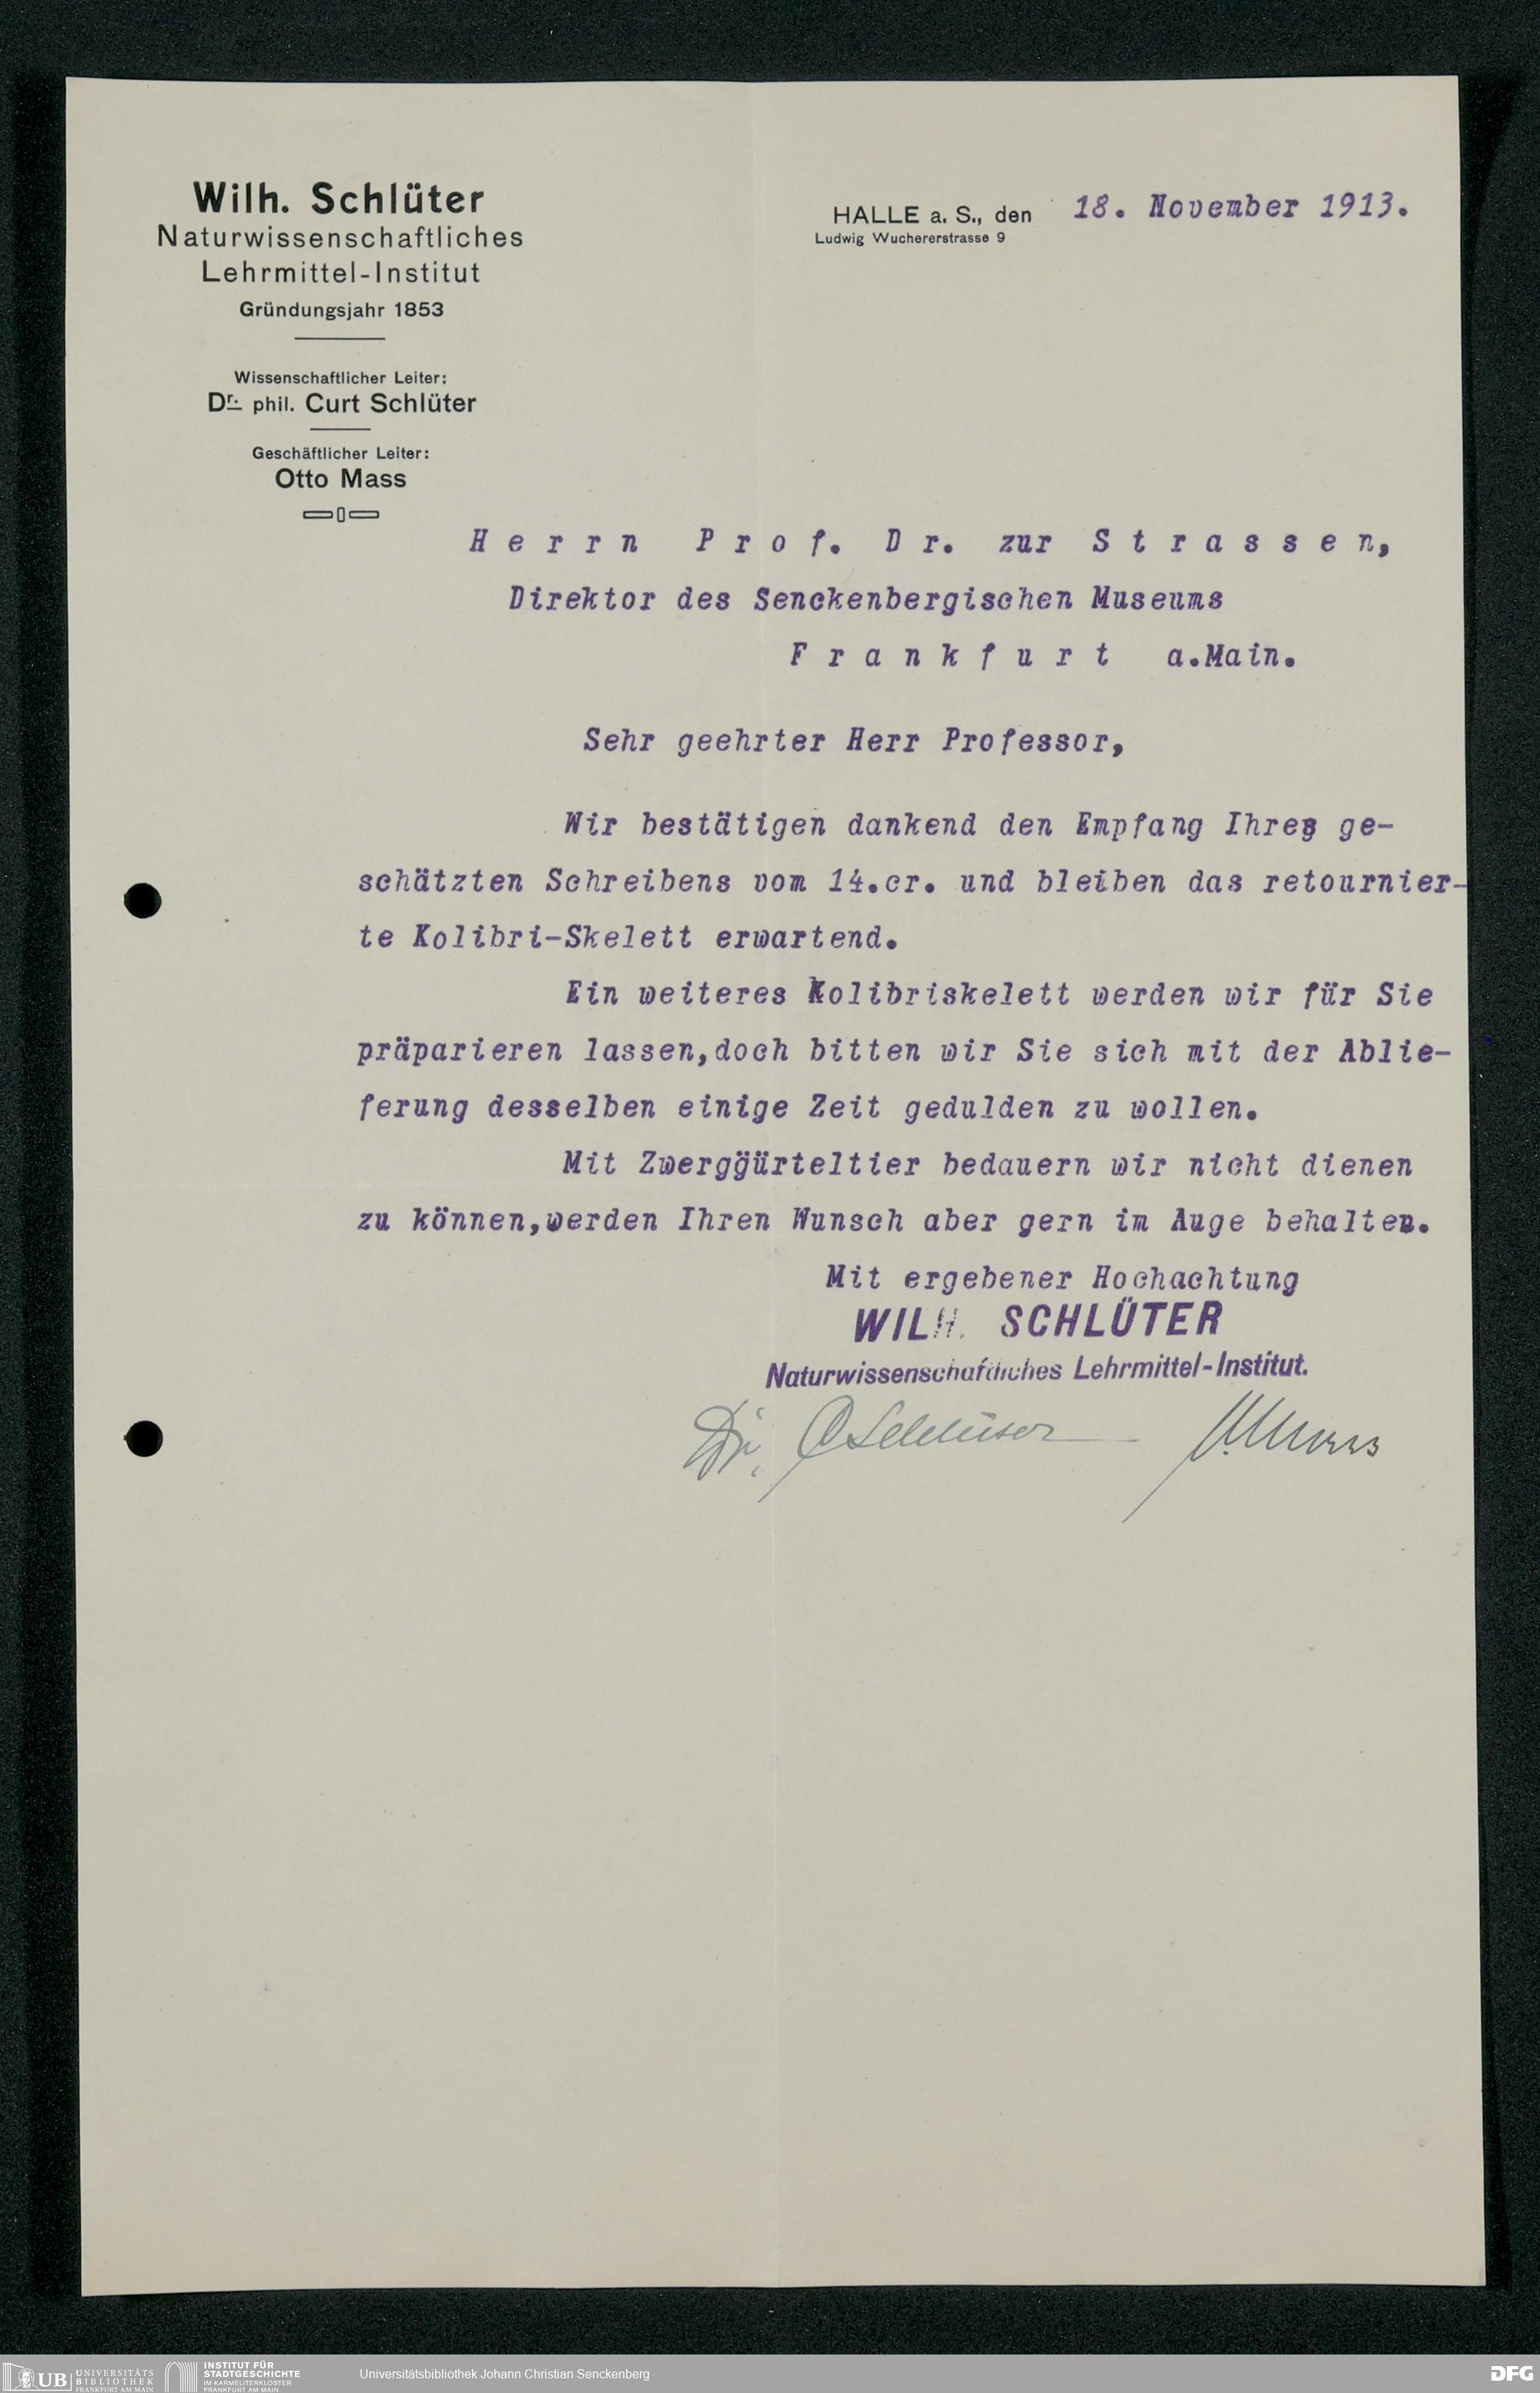 Wilh. Schlüter
Naturwissenschaftliches
Lehrmittel-Institut
Gründungsjahr 1853
Wissenschaftlicher Leiter:
Dr. phil. Curt Schlüter
Geschäftlicher Leiter:
Otto Mass
HALLE a. S., den 18. November 1913.
Ludwig Wuchererstrasse 9
Herrn Prof. Dr. zur Strassen,
Direktor des Senckenbergischen Museums
Frankfurt a.Main.
Sehr geehrter Herr Professor,
Wir bestätigen dankend den Empfang Ihres ge-
schätzten Schreibens vom 14.cr. und bleiben das retournier-
te Kolibri-Skelett erwartend.
Ein weiteres Kolibriskelett werden wir für Sie
präparieren lassen,doch bitten wir Sie sich mit der Ablie-
ferung desselben einige Zeit gedulden zu wollen.
Mit Zwerggürteltier bedauern wir nicht dienen
zu können,werden Ihren Wunsch aber gern im Auge behalten.
Mit ergebener Hochachtung
WILH. SCHLÜTER
Naturwissenschaftliches Lehrmittel-Institut.
Dr. C Schlüter
UB UNIVERSITÄTS
BIBLIOTHEK
FRANKFURT AM MAIN
INSTITUT FÜR
STADTGESCHICHTE
IM KARMELITERKLOSTER
FRANKFURT AM MAIN
Universitätsbibliothek Johann Christian Senckenberg
DFG